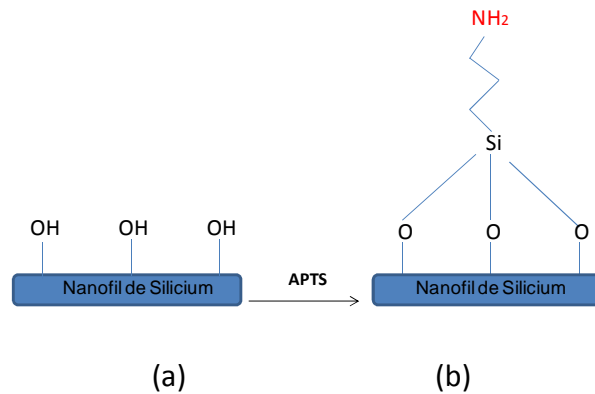 NH₂
Si
OH OH OH
O O O
Nanofil de Silicium
APTS
Nanofil de Silicium
(a)
(b)